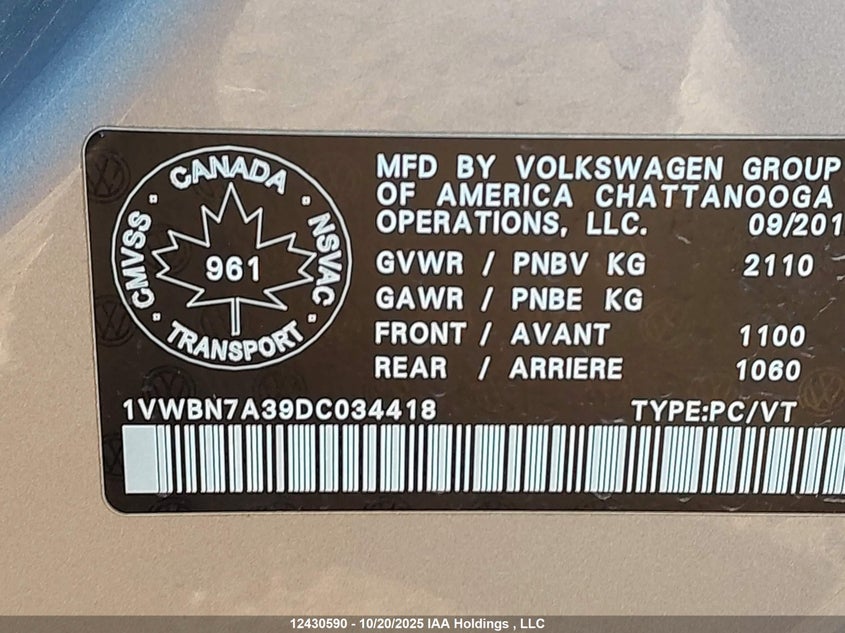 CANADA
CMVSS
NSVAC
961
TRANSPORT
MFD BY VOLKSWAGEN GROUP
OF AMERICA CHATTANOOGA
OPERATIONS, LLC. 09/201
GVWR / PNBV KG 2110
GAWR / PNBE KG
FRONT / AVANT 1100
REAR / ARRIERE 1060
1VWBN7A39DC034418 TYPE:PC/VT
12430590 - 10/20/2025 IAA Holdings , LLC